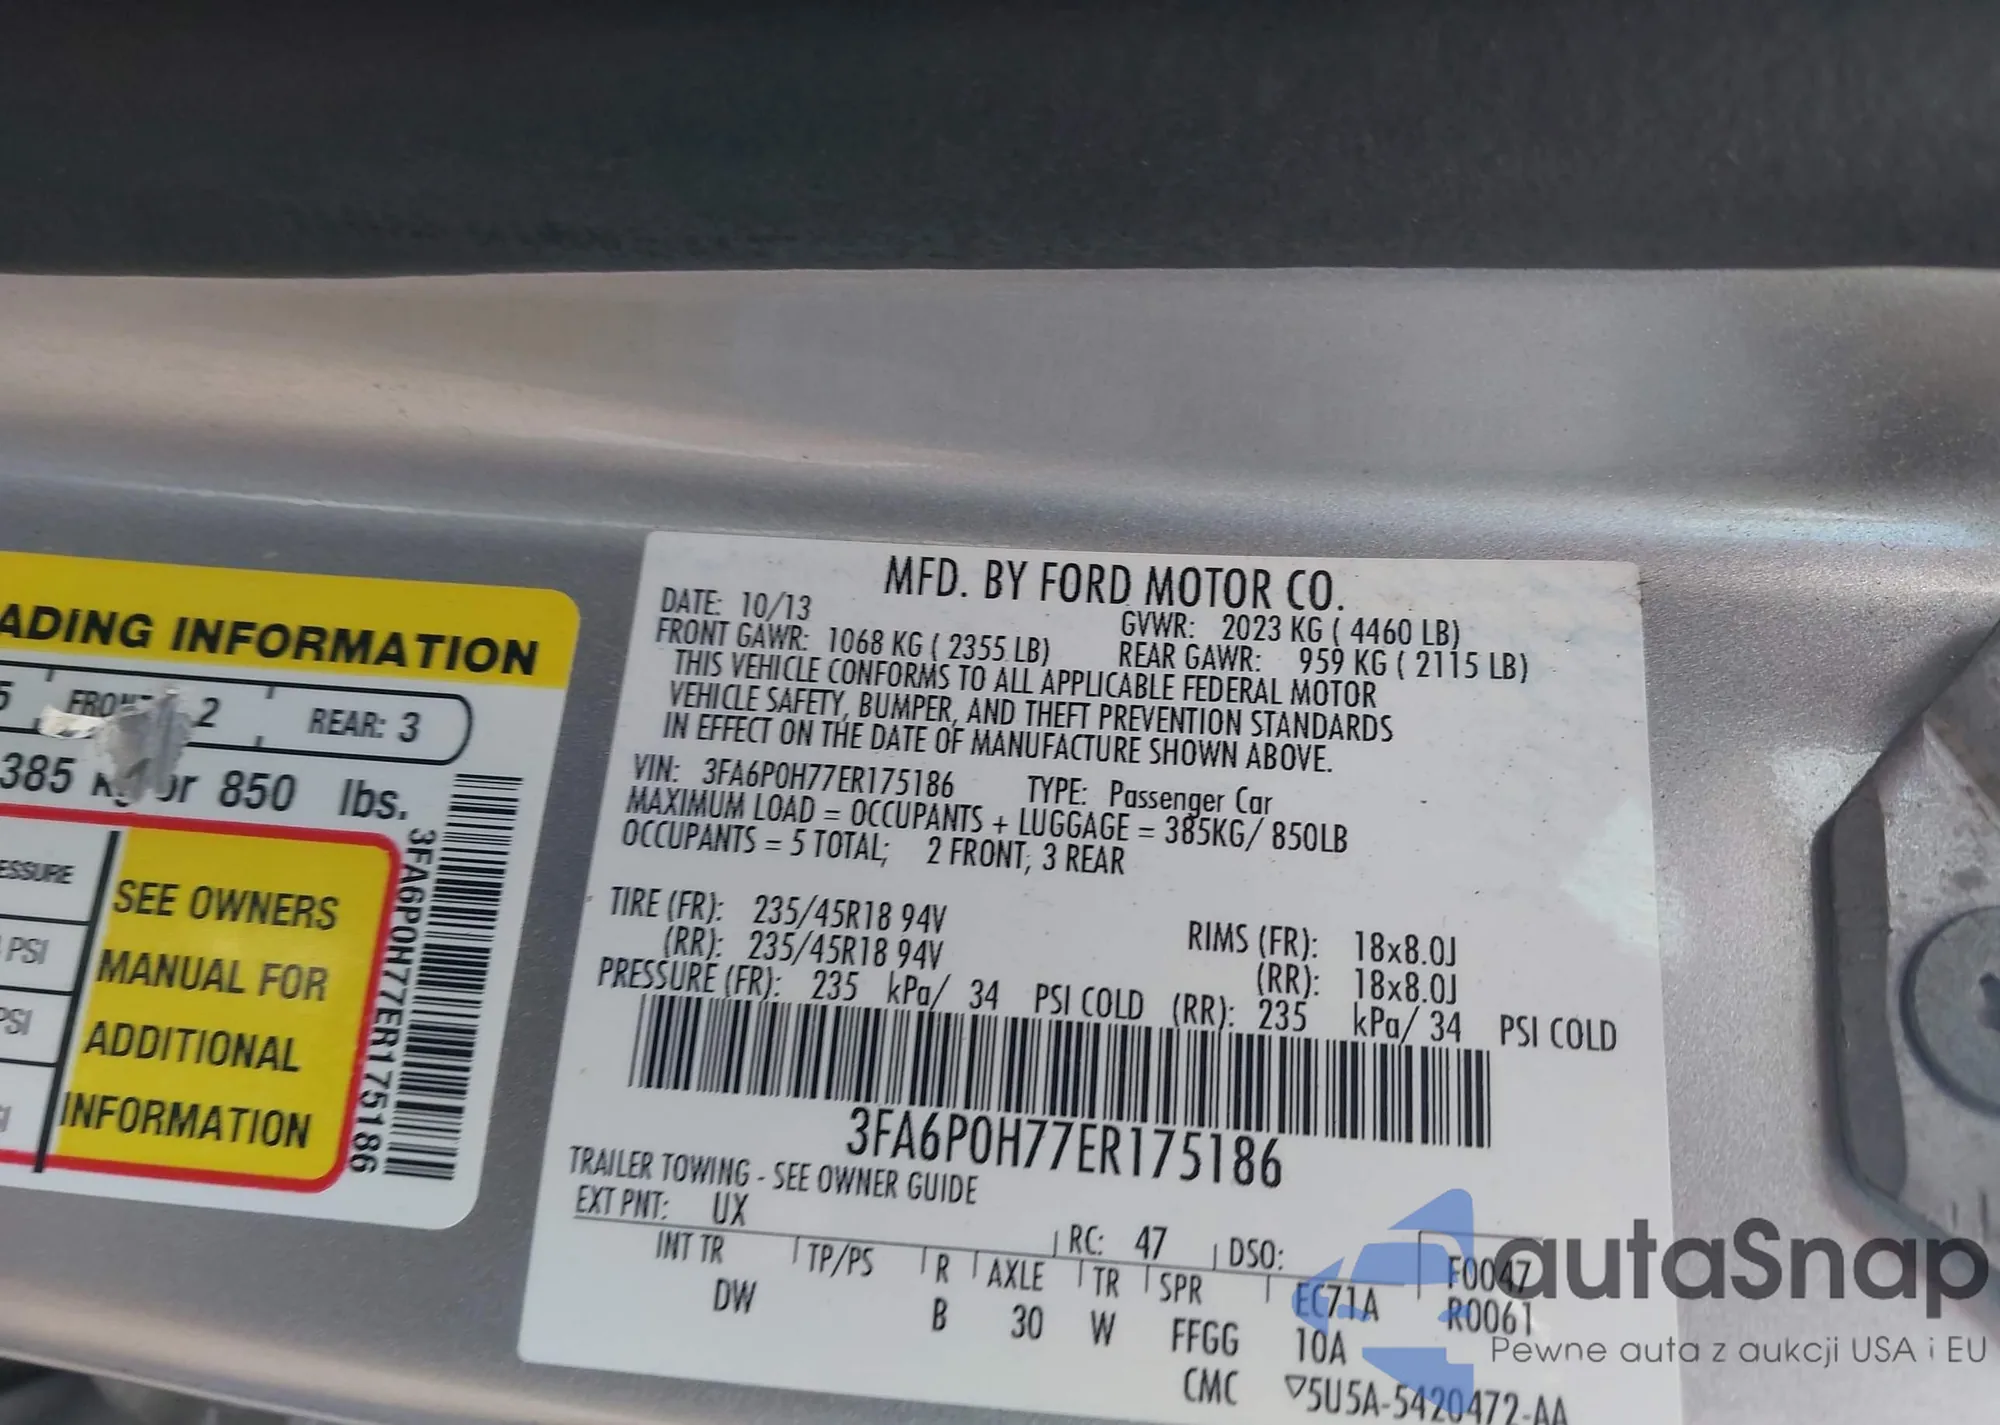 ADING INFORMATION
5 FRONT 2 REAR: 3
385 kg or 850 lbs.
ESSURE
PSI
PSI
SEE OWNERS
MANUAL FOR
ADDITIONAL
INFORMATION
3FA6P0H77ER175186
MFD. BY FORD MOTOR CO.
DATE: 10/13 GVWR: 2023 KG ( 4460 LB)
FRONT GAWR: 1068 KG ( 2355 LB) REAR GAWR: 959 KG ( 2115 LB)
THIS VEHICLE CONFORMS TO ALL APPLICABLE FEDERAL MOTOR
VEHICLE SAFETY, BUMPER, AND THEFT PREVENTION STANDARDS
IN EFFECT ON THE DATE OF MANUFACTURE SHOWN ABOVE.
VIN: 3FA6P0H77ER175186 TYPE: Passenger Car
MAXIMUM LOAD = OCCUPANTS + LUGGAGE = 385KG/ 850LB
OCCUPANTS = 5 TOTAL; 2 FRONT, 3 REAR
TIRE (FR): 235/45R18 94V RIMS (FR): 18x8.0J
(RR): 235/45R18 94V (RR): 18x8.0J
PRESSURE (FR): 235 kPa/ 34 PSI COLD (RR): 235 kPa/ 34 PSI COLD
3FA6P0H77ER175186
TRAILER TOWING - SEE OWNER GUIDE
EXT PNT: UX RC: 47 DSO: F0047
INT TR TP/PS R AXLE TR SPR EC71A R0061
DW B 30 W FFGG 10A
CMC ▽5U5A-5420472-AA
autaSnap
Pewne auta z aukcji USA i EU